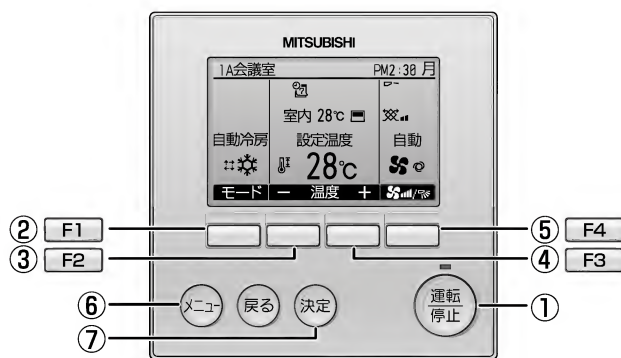 MITSUBISHI
1A会議室 PM2:30 月
室内 28℃
自動冷房 設定温度 自動
28℃
モード − 温度 +
② F1
③ F2
⑤ F4
④ F3
⑥ メニュー 戻る 決定
⑦
運転
停止
①